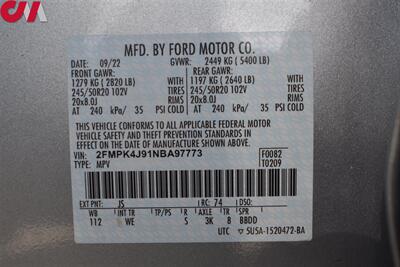 CMA
MFD. BY FORD MOTOR CO.
09/22 GVWR: 2449 KG (5400 LB)
FRONT GAWR: REAR GAWR:
1279 KG (2820 LB) WITH 1197 KG (2640 LB) WITH
245/50R20 102V TIRES 245/50R20 102V TIRES
20x8.0J RIMS 20x8.0J RIMS
AT 240 kPa/ 35 PSI COLD AT 240 kPa/ 35 PSI COLD
THIS VEHICLE CONFORMS TO ALL APPLICABLE FEDERAL MOTOR
VEHICLE SAFETY AND THEFT PREVENTION STANDARDS IN EFFECT
ON THE DATE OF MANUFACTURE SHOWN ABOVE.
VIN: 2FMPK4J91NBA97773 F0082
TYPE: MPV T0209
EXT PNT: JS RC: 74 DSO:
WB INT TR TP/PS R AXLE TR SPR
112 WE S 3K 8 BBDD
UTC 5U5A-1520472-BA